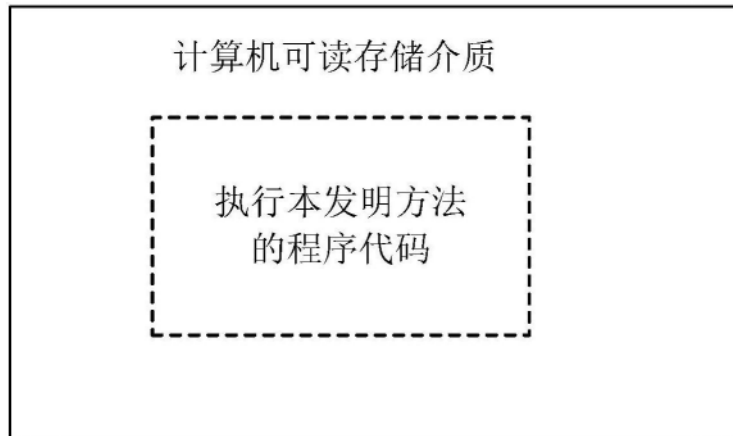 计算机可读存储介质
执行本发明方法
的程序代码